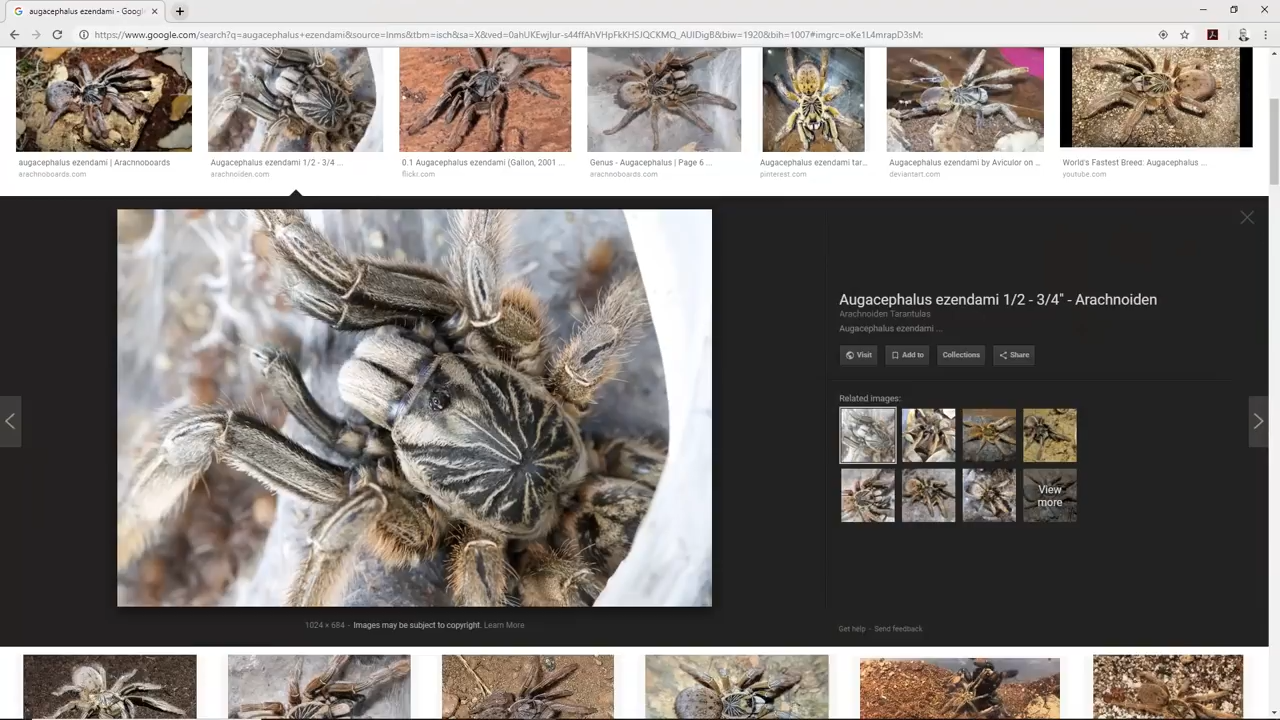 augacephalus ezendami - Googl
https://www.google.com/search?q=augacephalus+ezendami&source=lnms&tbm=isch&sa=X&ved=0ahUKEwjlur-s44ffAhVHpFkKHSJQCKMQ_AUIDigB&biw=1920&bih=1007#imgrc=oKe1L4mrapD3sM:
augacephalus ezendami | Arachnoboards
arachnoboards.com
Augacephalus ezendami 1/2 - 3/4 ...
arachnoiden.com
0.1 Augacephalus ezendami (Gallon, 2001 ...
flickr.com
Genus - Augacephalus | Page 6 ...
arachnoboards.com
Augacephalus ezendami tar...
pinterest.com
Augacephalus ezendami by Aviculor on ...
deviantart.com
World's Fastest Breed: Augacephalus ...
youtube.com
Augacephalus ezendami 1/2 - 3/4" - Arachnoiden
Arachnoiden Tarantulas
Augacephalus ezendami ...
Visit
Add to
Collections
Share
Related images:
View
more
1024 × 684 - Images may be subject to copyright. Learn More
Get help - Send feedback